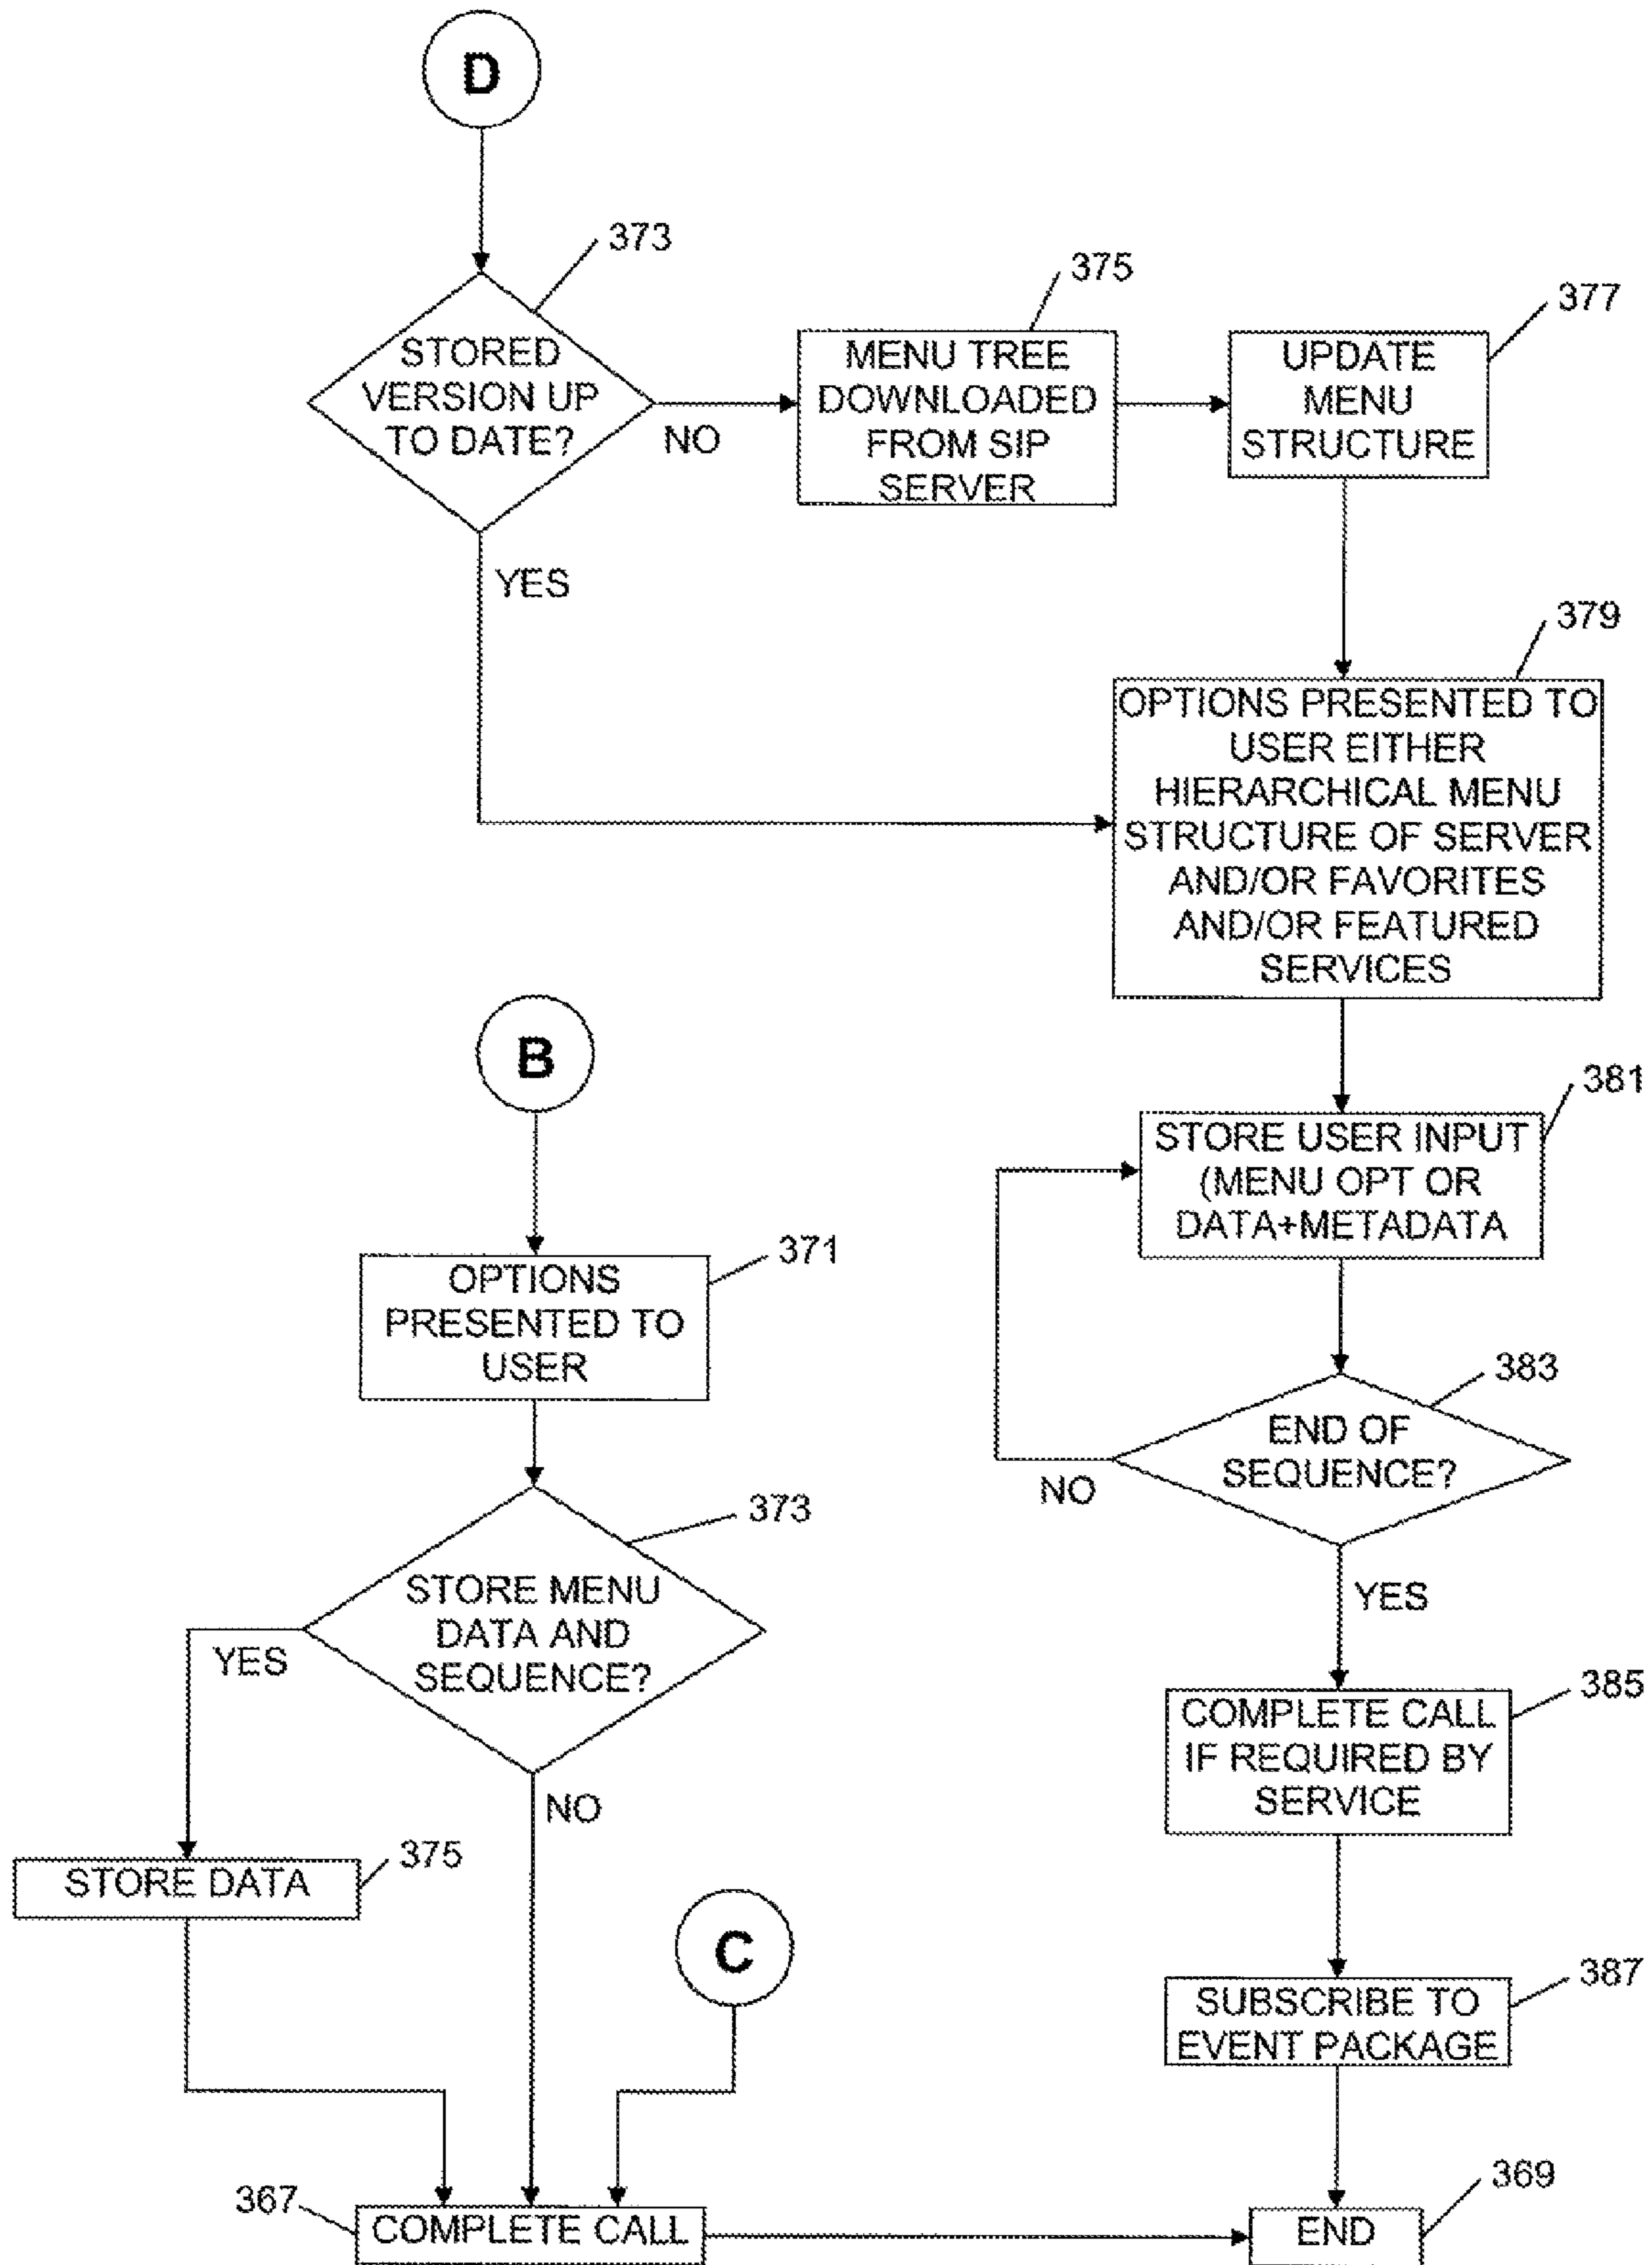 D
373
STORED
VERSION UP
TO DATE?
NO
YES
375
MENU TREE
DOWNLOADED
FROM SIP
SERVER
377
UPDATE
MENU
STRUCTURE
379
OPTIONS PRESENTED TO
USER EITHER
HIERARCHICAL MENU
STRUCTURE OF SERVER
AND/OR FAVORITES
AND/OR FEATURED
SERVICES
B
371
OPTIONS
PRESENTED TO
USER
373
STORE MENU
DATA AND
SEQUENCE?
YES
NO
375
STORE DATA
C
367
COMPLETE CALL
381
STORE USER INPUT
(MENU OPT OR
DATA+METADATA
383
END OF
SEQUENCE?
NO
YES
385
COMPLETE CALL
IF REQUIRED BY
SERVICE
387
SUBSCRIBE TO
EVENT PACKAGE
369
END